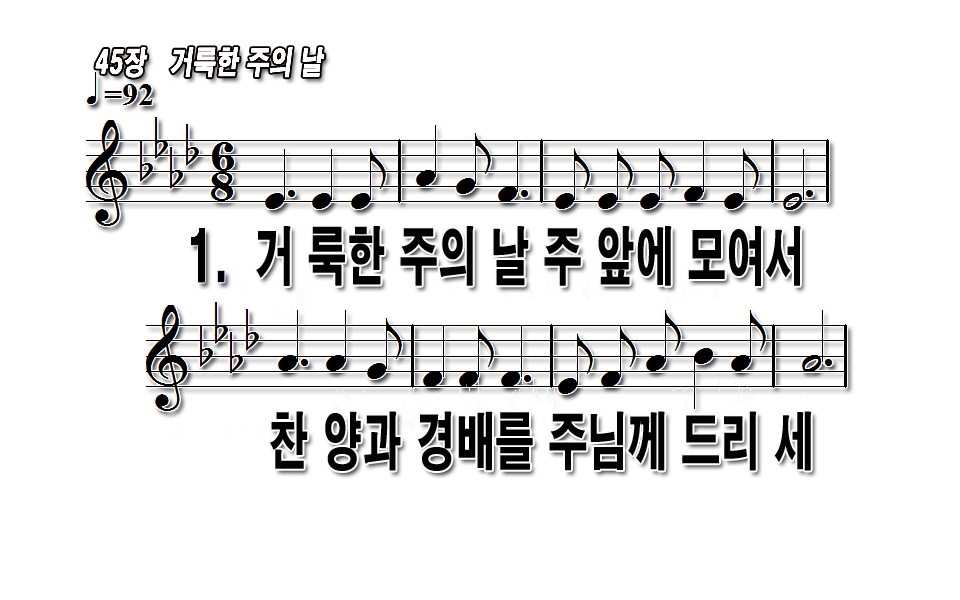 45장 거룩한 주의 날
♩=92
6
8
1. 거 룩한 주의 날 주 앞에 모여서
찬 양과 경배를 주님께 드리 세